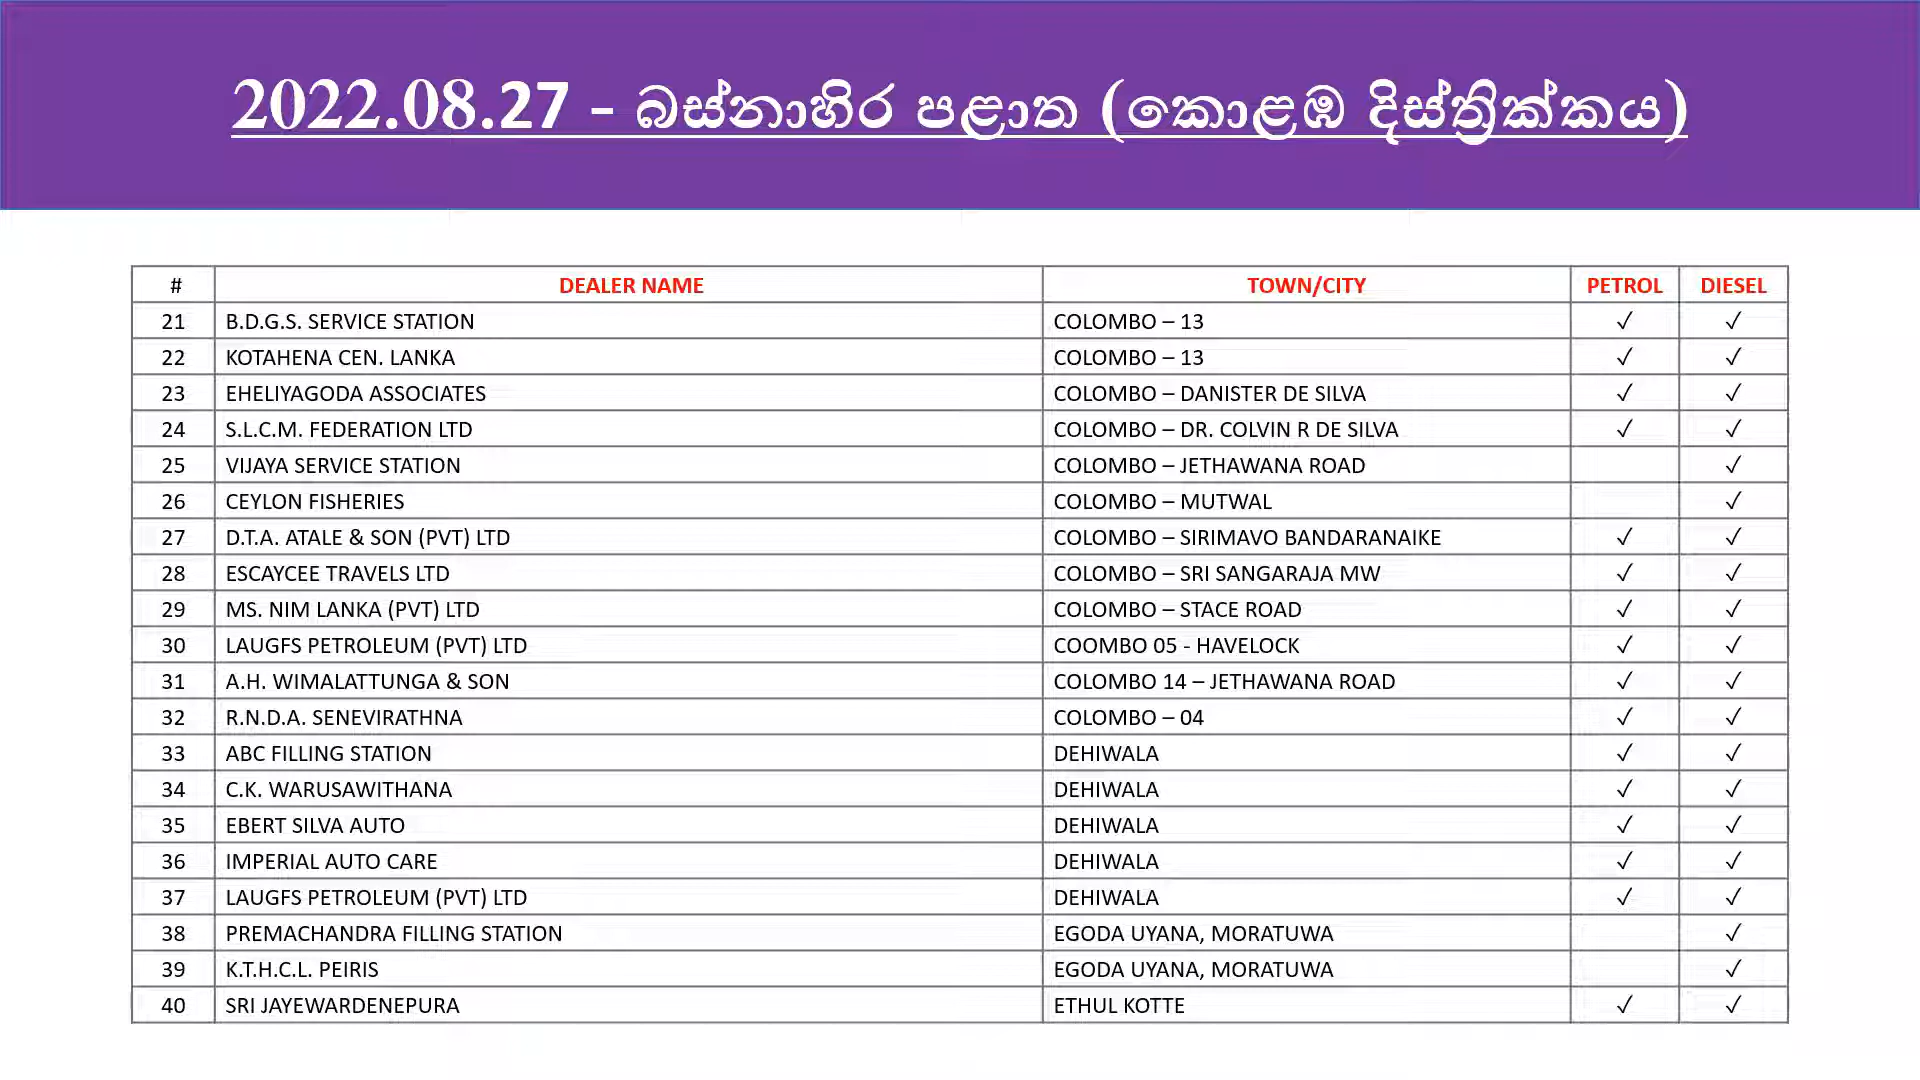 2022.08.27 - බස්නාහිර පළාත (කොළඹ දිස්ත්‍රික්කය)
# DEALER NAME TOWN/CITY PETROL DIESEL
21 B.D.G.S. SERVICE STATION COLOMBO – 13 ✓ ✓
22 KOTAHENA CEN. LANKA COLOMBO – 13 ✓ ✓
23 EHELIYAGODA ASSOCIATES COLOMBO – DANISTER DE SILVA ✓ ✓
24 S.L.C.M. FEDERATION LTD COLOMBO – DR. COLVIN R DE SILVA ✓ ✓
25 VIJAYA SERVICE STATION COLOMBO – JETHAWANA ROAD ✓
26 CEYLON FISHERIES COLOMBO – MUTWAL ✓
27 D.T.A. ATALE & SON (PVT) LTD COLOMBO – SIRIMAVO BANDARANAIKE ✓ ✓
28 ESCAYCEE TRAVELS LTD COLOMBO – SRI SANGARAJA MW ✓ ✓
29 MS. NIM LANKA (PVT) LTD COLOMBO – STACE ROAD ✓ ✓
30 LAUGFS PETROLEUM (PVT) LTD COOMBO 05 - HAVELOCK ✓ ✓
31 A.H. WIMALATTUNGA & SON COLOMBO 14 – JETHAWANA ROAD ✓ ✓
32 R.N.D.A. SENEVIRATHNA COLOMBO – 04 ✓ ✓
33 ABC FILLING STATION DEHIWALA ✓ ✓
34 C.K. WARUSAWITHANA DEHIWALA ✓ ✓
35 EBERT SILVA AUTO DEHIWALA ✓ ✓
36 IMPERIAL AUTO CARE DEHIWALA ✓ ✓
37 LAUGFS PETROLEUM (PVT) LTD DEHIWALA ✓ ✓
38 PREMACHANDRA FILLING STATION EGODA UYANA, MORATUWA ✓
39 K.T.H.C.L. PEIRIS EGODA UYANA, MORATUWA ✓
40 SRI JAYEWARDENEPURA ETHUL KOTTE ✓ ✓